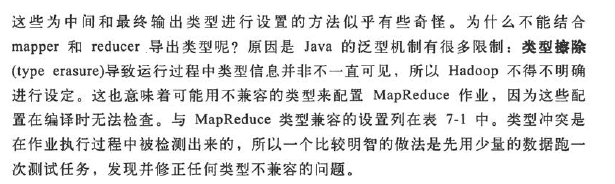 这些为中间和最终输出类型进行设置的方法似乎有些奇怪。为什么不能结合
mapper 和 reducer 导出类型呢？原因是 Java 的泛型机制有很多限制：类型擦除
(type erasure)导致运行过程中类型信息并非不一直可见，所以 Hadoop 不得不明确
进行设定。这也意味着可能用不兼容的类型来配置 MapReduce 作业，因为这些配
置在编译时无法检查。与 MapReduce 类型兼容的设置列在表 7-1 中。类型冲突是
在作业执行过程中被检测出来的，所以一个比较明智的做法是先用少量的数据跑一
次测试任务，发现并修正任何类型不兼容的问题。